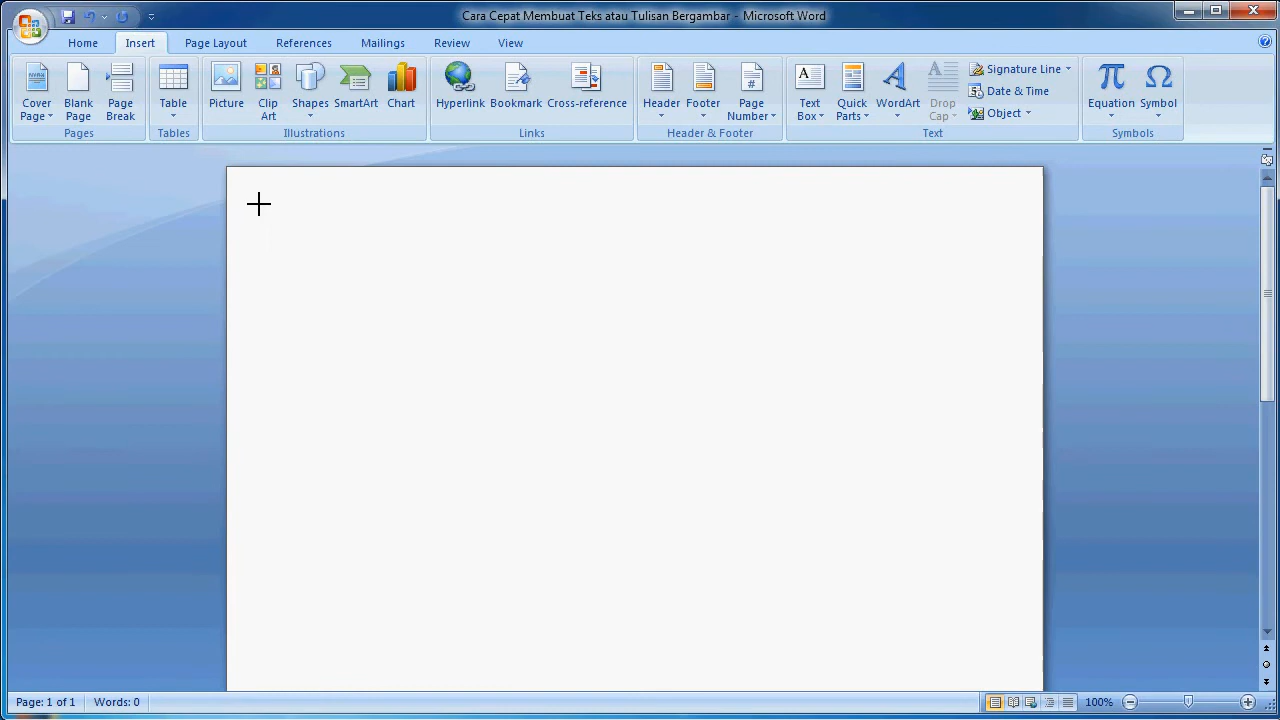 Cara Cepat Membuat Teks atau Tulisan Bergambar - Microsoft Word
Home Insert Page Layout References Mailings Review View
Cover Page
Blank Page
Page Break
Pages
Table
Tables
Picture
Clip Art
Shapes
SmartArt
Chart
Illustrations
Hyperlink
Bookmark
Cross-reference
Links
Header
Footer
Page Number
Header & Footer
Text Box
Quick Parts
WordArt
Drop Cap
Signature Line
Date & Time
Object
Text
Equation
Symbol
Symbols
Page: 1 of 1 Words: 0 100%